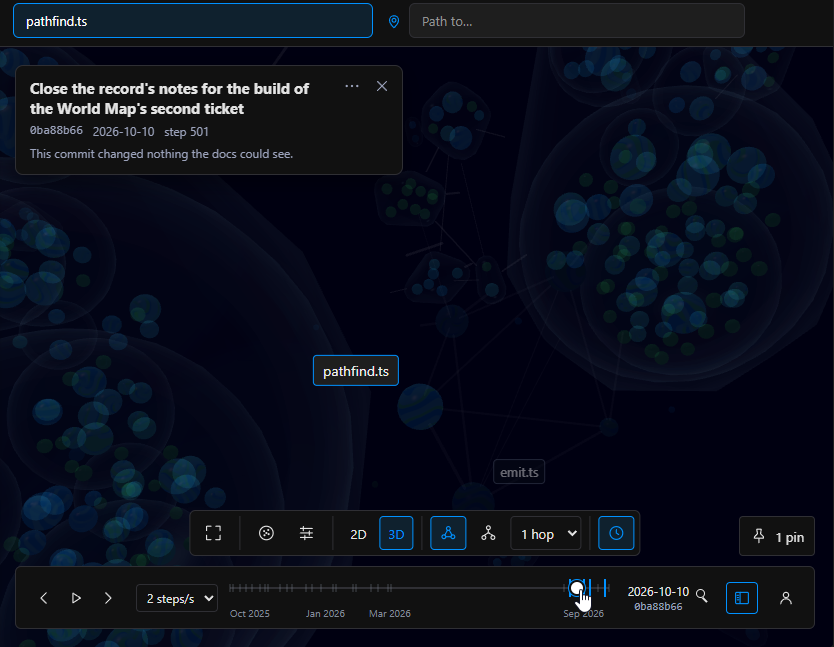 pathfind.ts
Path to...
Close the record's notes for the build of
the World Map's second ticket
0ba88b66 2026-10-10 step 501
This commit changed nothing the docs could see.
pathfind.ts
emit.ts
2D 3D 1 hop
1 pin
2 steps/s
Oct 2025 Jan 2026 Mar 2026 Sep 2026
2026-10-10
0ba88b66